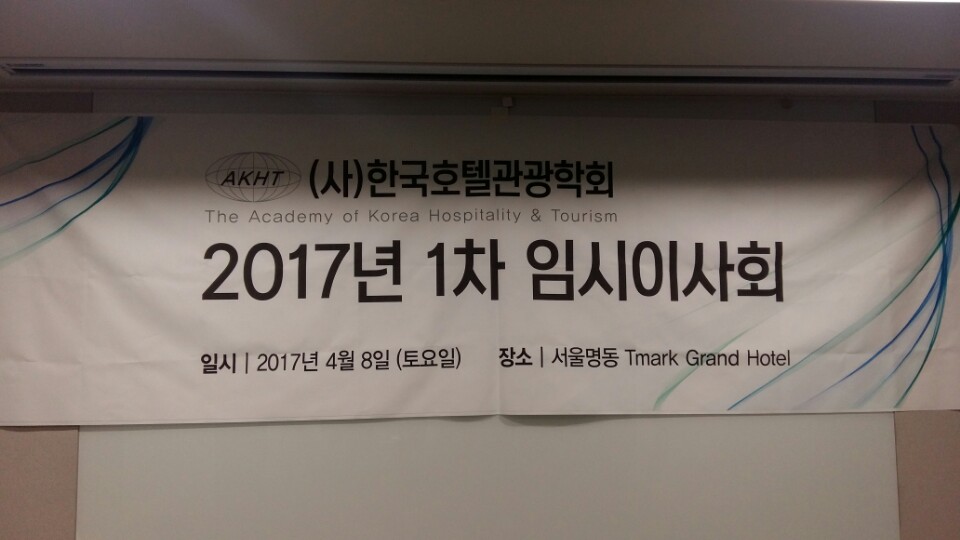 AKHT (사)한국호텔관광학회
The Academy of Korea Hospitality & Tourism
2017년 1차 임시이사회
일시 | 2017년 4월 8일 (토요일) 장소 | 서울명동 Tmark Grand Hotel